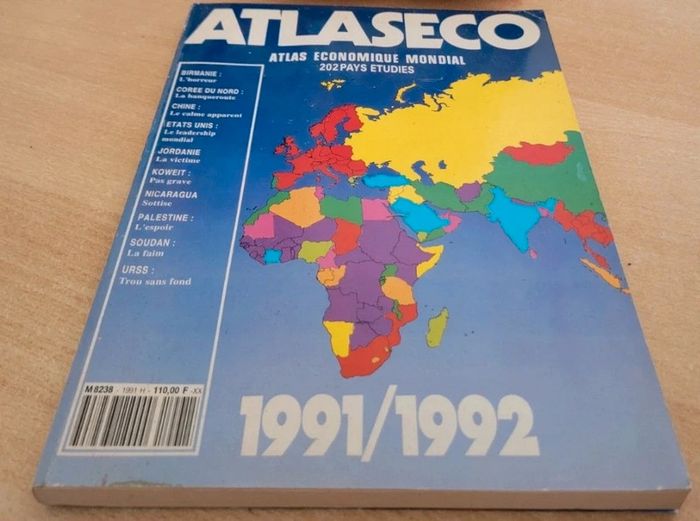 ATLASECO
ATLAS ECONOMIQUE MONDIAL
202 PAYS ETUDIES
BIRMANIE :
L'horreur
COREE DU NORD :
La banqueroute
CHINE :
Le calme apparent
ETATS UNIS :
Le leadership
mondial
JORDANIE
La victime
KOWEIT :
Pas grave
NICARAGUA
Sottise
PALESTINE :
L'espoir
SOUDAN :
La faim
URSS :
Trou sans fond
M 8238 - 1991 H - 110,00 F -XX
1991/1992